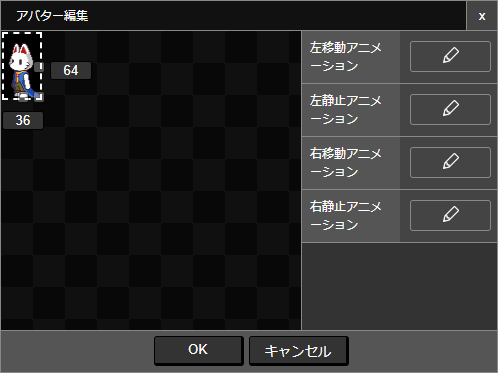 アバター編集
x
64
36
左移動アニメ
ーション
左静止アニメ
ーション
右移動アニメ
ーション
右静止アニメ
ーション
OK
キャンセル